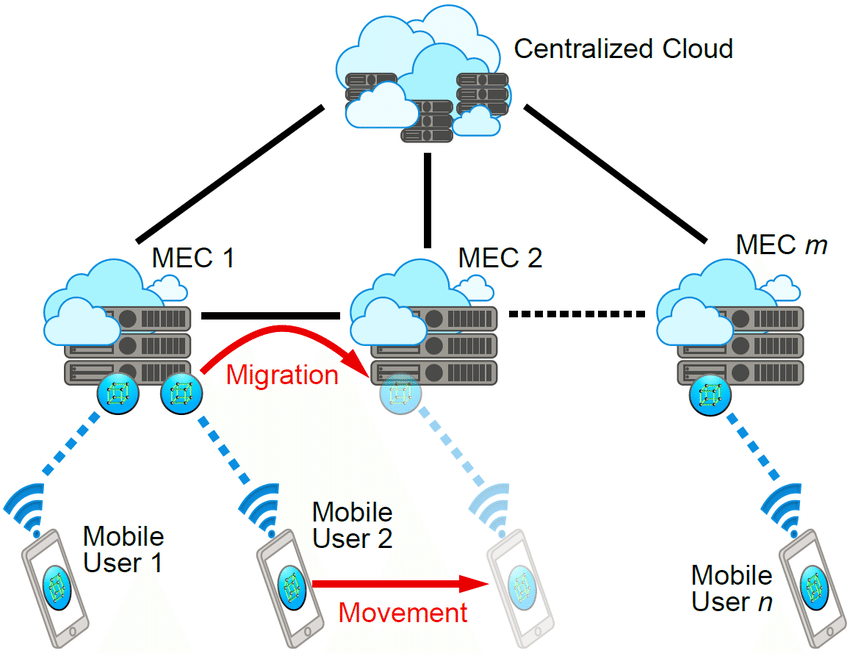 Centralized Cloud
MEC 1
MEC 2
MEC m
Migration
Mobile
User 1
Mobile
User 2
Movement
Mobile
User n